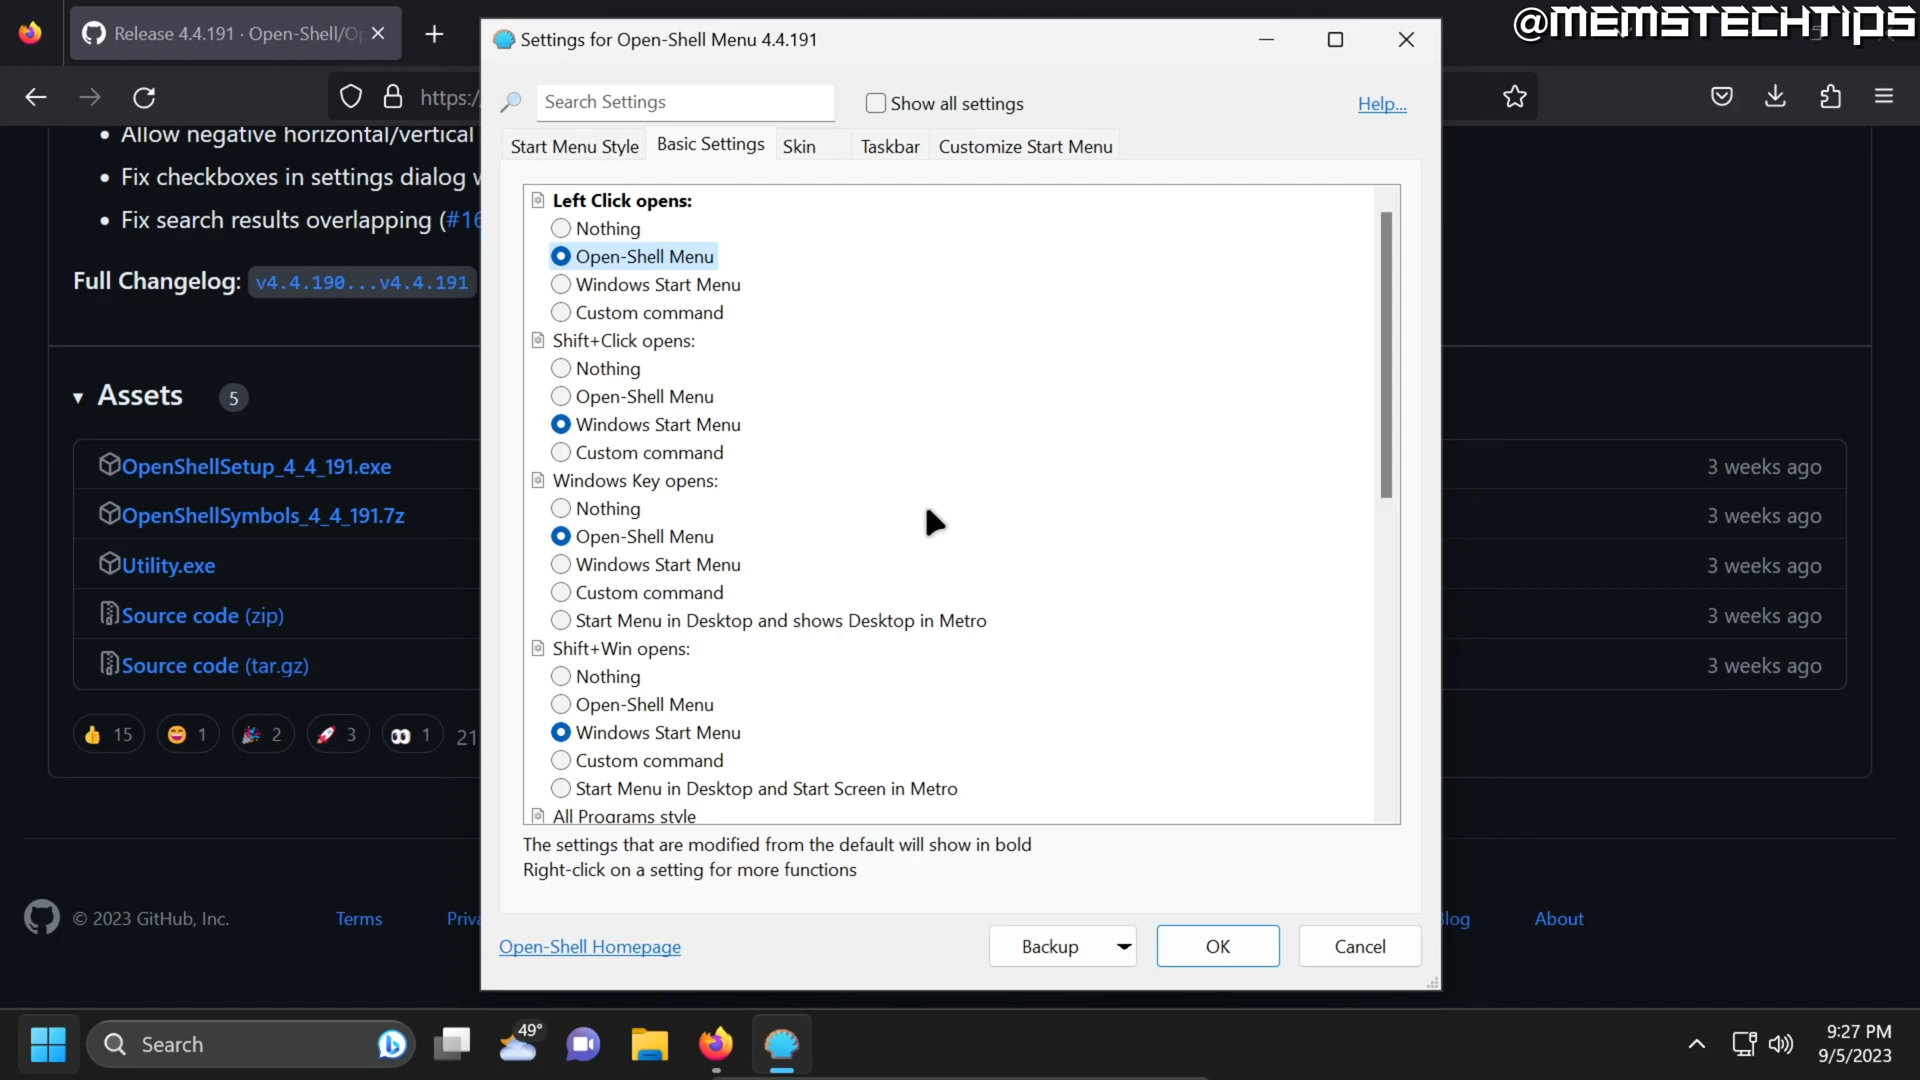 @MEMSTECHTIPS
Release 4.4.191 · Open-Shell/Op
https:/
Allow negative horizontal/vertical
Fix checkboxes in settings dialog
Fix search results overlapping (#16
Full Changelog: v4.4.190...v4.4.191
Assets 5
OpenShellSetup_4_4_191.exe
3 weeks ago
OpenShellSymbols_4_4_191.7z
3 weeks ago
Utility.exe
3 weeks ago
Source code (zip)
3 weeks ago
Source code (tar.gz)
3 weeks ago
15 1 2 3 1 21
© 2023 GitHub, Inc. Terms Priva
log About
Settings for Open-Shell Menu 4.4.191
Search Settings
Show all settings
Help...
Start Menu Style Basic Settings Skin Taskbar Customize Start Menu
Left Click opens:
Nothing
Open-Shell Menu
Windows Start Menu
Custom command
Shift+Click opens:
Nothing
Open-Shell Menu
Windows Start Menu
Custom command
Windows Key opens:
Nothing
Open-Shell Menu
Windows Start Menu
Custom command
Start Menu in Desktop and shows Desktop in Metro
Shift+Win opens:
Nothing
Open-Shell Menu
Windows Start Menu
Custom command
Start Menu in Desktop and Start Screen in Metro
All Programs style
The settings that are modified from the default will show in bold
Right-click on a setting for more functions
Open-Shell Homepage
Backup
OK
Cancel
Search
49°
9:27 PM
9/5/2023